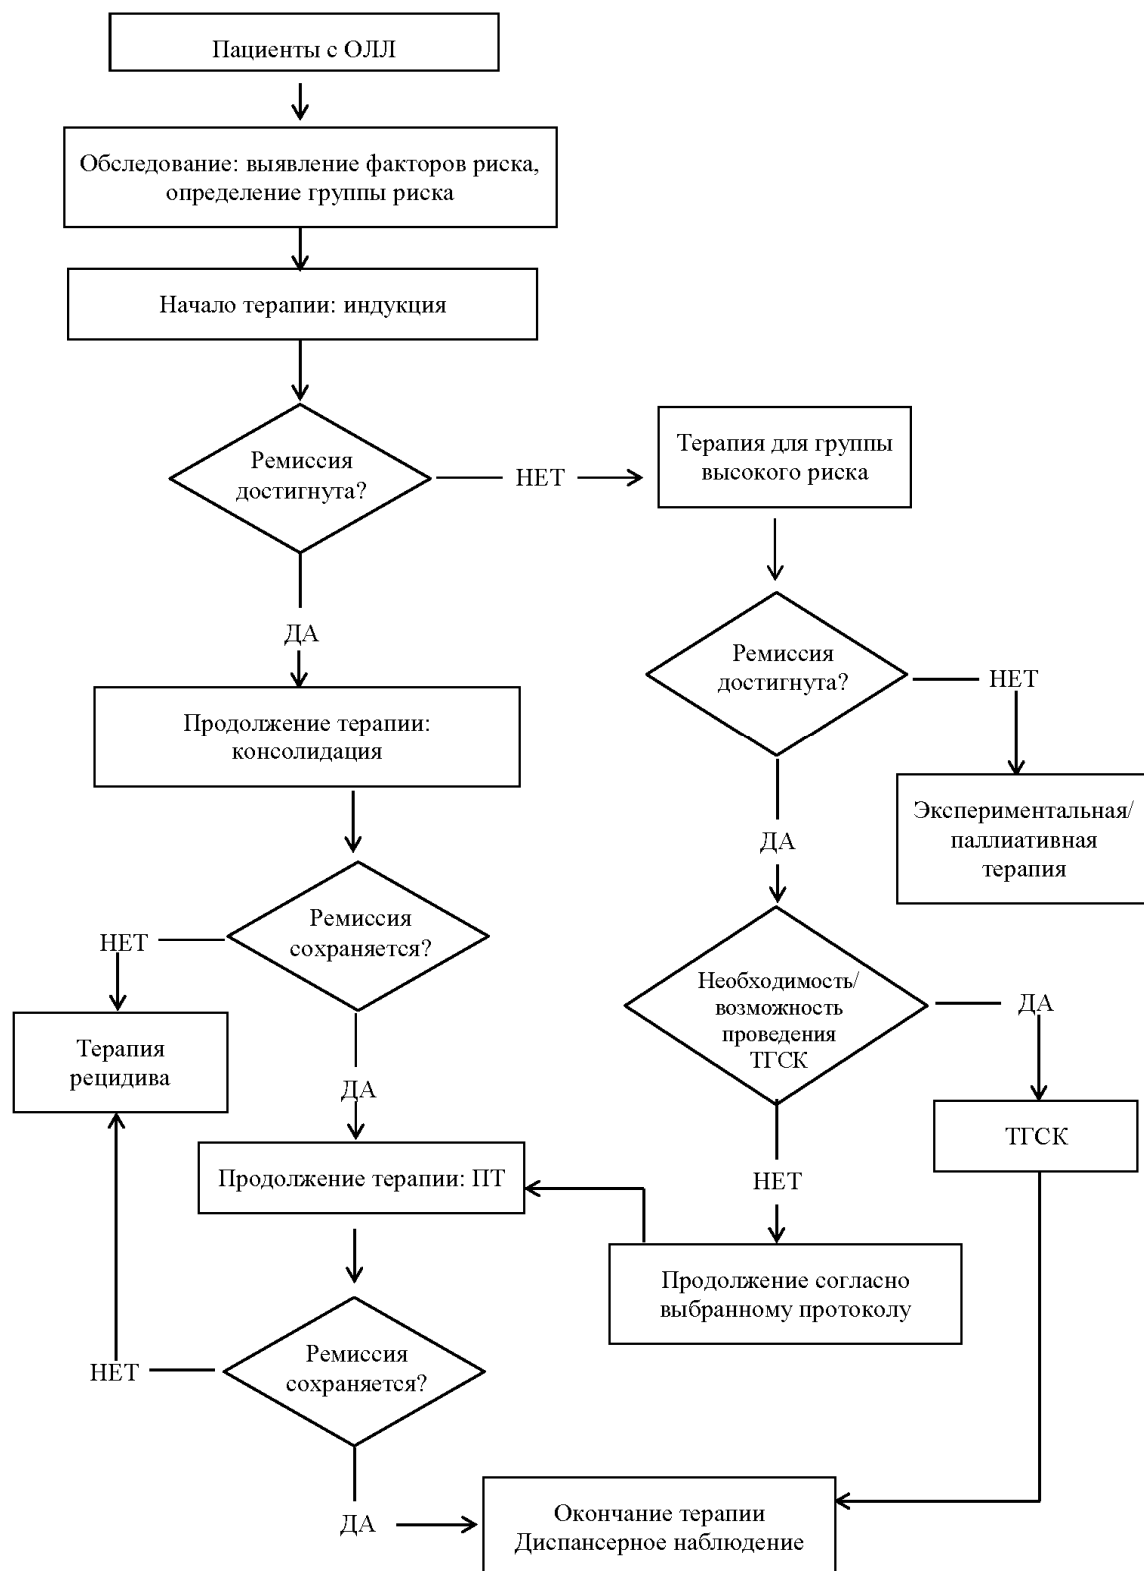 Пациенты с ОЛЛ
Обследование: выявление факторов риска,
определение группы риска
Начало терапии: индукция
Ремиссия
достигнута?
НЕТ
Терапия для группы
высокого риска
ДА
Ремиссия
достигнута?
НЕТ
Продолжение терапии:
консолидация
Экспериментальная/
паллиативная
терапия
ДА
Ремиссия
сохраняется?
НЕТ
Необходимость/
возможность
проведения
ТГСК
ДА
Терапия
рецидива
ДА
ТГСК
Продолжение терапии: ПТ
НЕТ
Продолжение согласно
выбранному протоколу
Ремиссия
сохраняется?
НЕТ
ДА
Окончание терапии
Диспансерное наблюдение